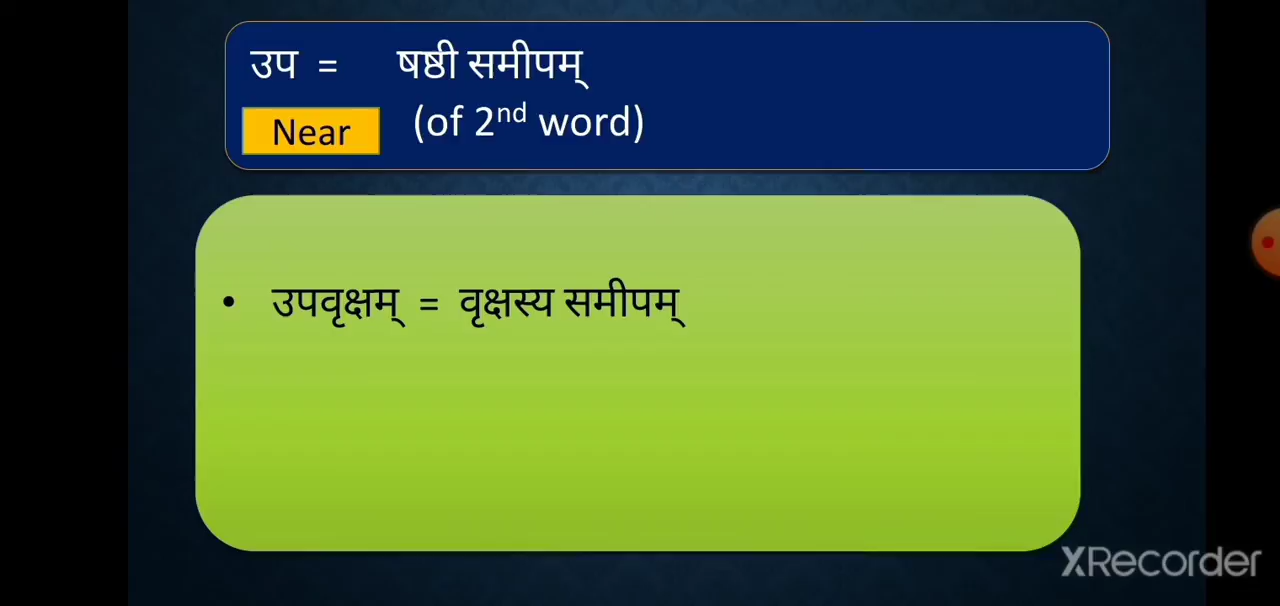 उप = षष्ठी समीपम्
Near (of 2nd word)
• उपवृक्षम् = वृक्षस्य समीपम्
XRecorder